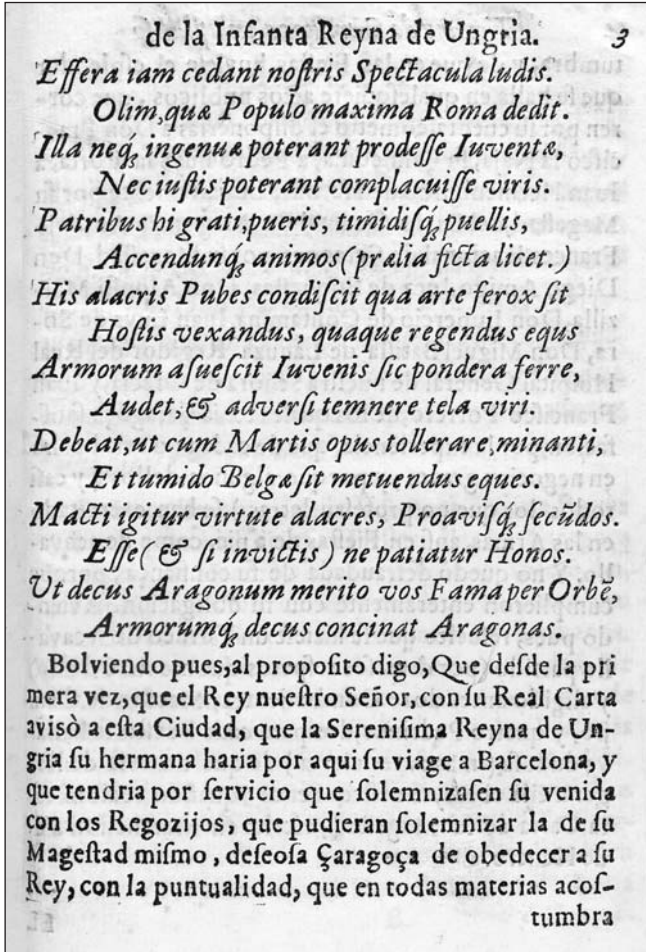 de la Infanta Reyna de Ungria. 3
Effera iam cedant noſtris Spectacula ludis.
Olim, quæ Populo maxima Roma dedit.
Illa neq́; ingenuæ poterant prodeſſe Iuventæ,
Nec iuſtis poterant complacuiſſe viris.
Patribus hi grati, pueris, timidiſq́; puellis,
Accendunq́; animos (prælia ficta licet.)
His alacris Pubes condiſcit qua arte ferox ſit
Hoſtis vexandus, quaque regendus equs
Armorum aſueſcit Iuvenis ſic pondera ferre,
Audet, & adverſi temnere tela viri.
Debeat, ut cum Martis opus tollerare, minanti,
Et tumido Belgæ ſit metuendus eques.
Macti igitur virtute alacres, Proaviſq́; ſecũdos.
Eſſe (& ſi invictis) ne patiatur Honos.
Ut decus Aragonum merito vos Fama per Orbẽ,
Armorumq́; decus concinat Aragonas.
Bolviendo pues, al propoſito digo, Que deſde la pri
mera vez, que el Rey nueſtro Señor, con ſu Real Carta
avisò a eſta Ciudad, que la Sereniſima Reyna de Un-
gria ſu hermana haria por aqui ſu viage a Barcelona, y
que tendria por ſervicio que ſolemnizaſen ſu venida
con los Regozijos, que pudieran ſolemnizar la de ſu
Mageſtad miſmo, deſeoſa Çaragoça de obedecer a ſu
Rey, con la puntualidad, que en todas materias acoſ-
tumbra